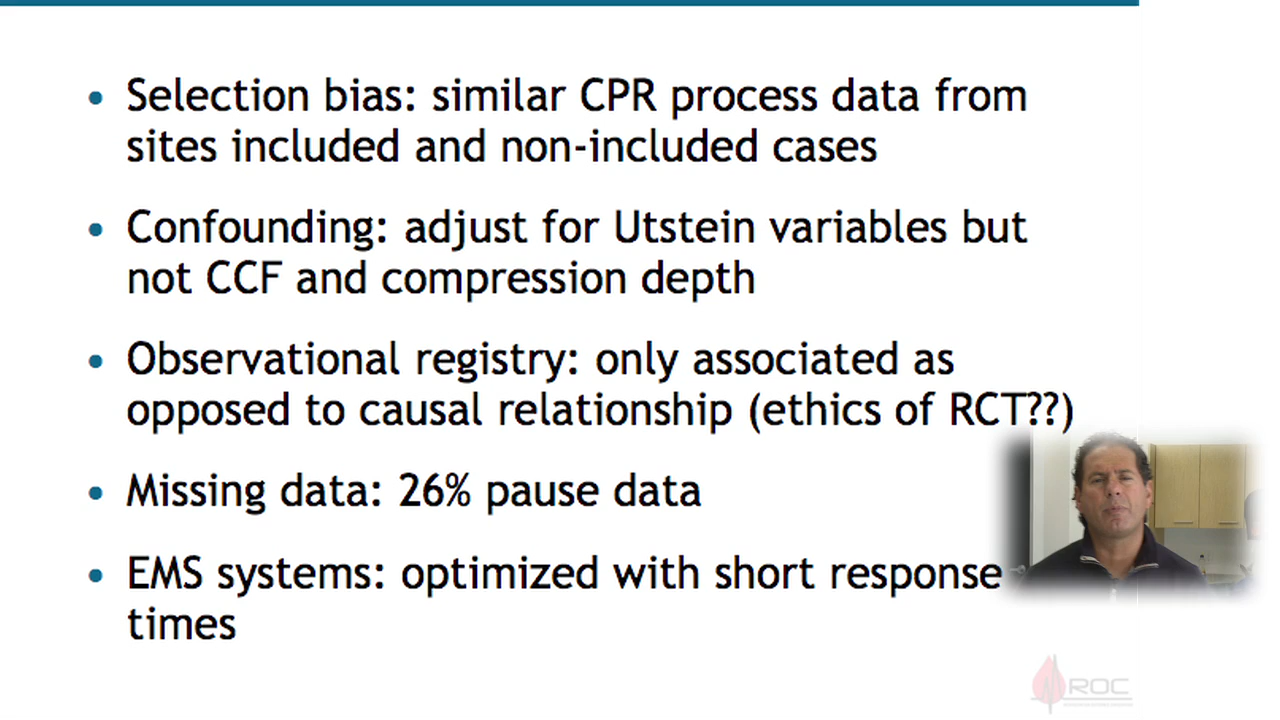 • Selection bias: similar CPR process data from
sites included and non-included cases
• Confounding: adjust for Utstein variables but
not CCF and compression depth
• Observational registry: only associated as
opposed to causal relationship (ethics of RCT??)
• Missing data: 26% pause data
• EMS systems: optimized with short response
times
ROC